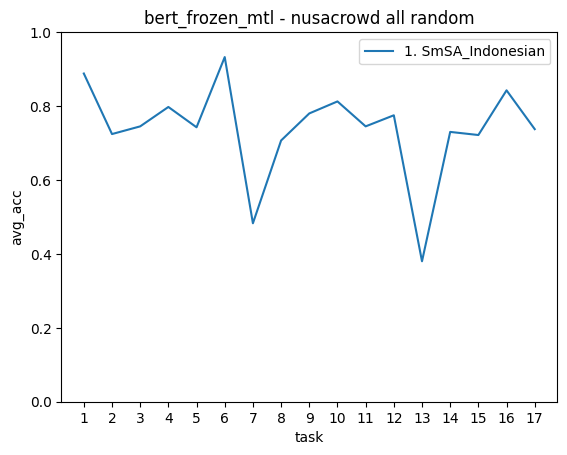 bert_frozen_mtl - nusacrowd all random
1. SmSA_Indonesian
1.0
0.8
0.6
0.4
0.2
0.0
avg_acc
1 2 3 4 5 6 7 8 9 10 11 12 13 14 15 16 17
task